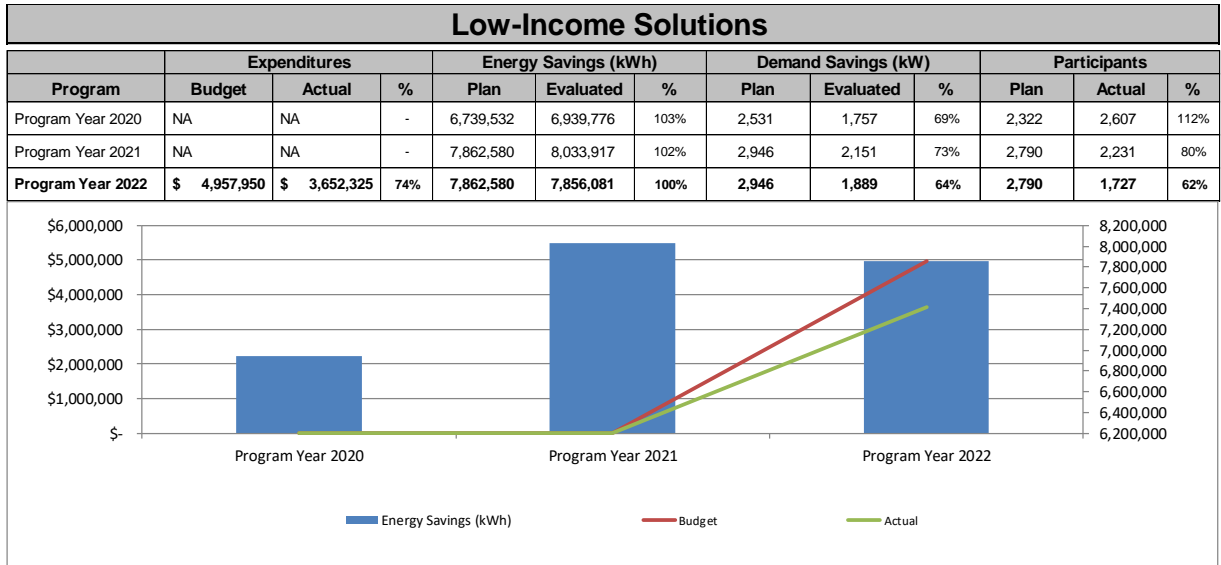 Low-Income Solutions
Expenditures Energy Savings (kWh) Demand Savings (kW) Participants
Program Budget Actual % Plan Evaluated % Plan Evaluated % Plan Actual %
Program Year 2020 NA NA - 6,739,532 6,939,776 103% 2,531 1,757 69% 2,322 2,607 112%
Program Year 2021 NA NA - 7,862,580 8,033,917 102% 2,946 2,151 73% 2,790 2,231 80%
Program Year 2022 $ 4,957,950 $ 3,652,325 74% 7,862,580 7,856,081 100% 2,946 1,889 64% 2,790 1,727 62%
$6,000,000
$5,000,000
$4,000,000
$3,000,000
$2,000,000
$1,000,000
$-
8,200,000
8,000,000
7,800,000
7,600,000
7,400,000
7,200,000
7,000,000
6,800,000
6,600,000
6,400,000
6,200,000
Program Year 2020 Program Year 2021 Program Year 2022
Energy Savings (kWh) Budget Actual